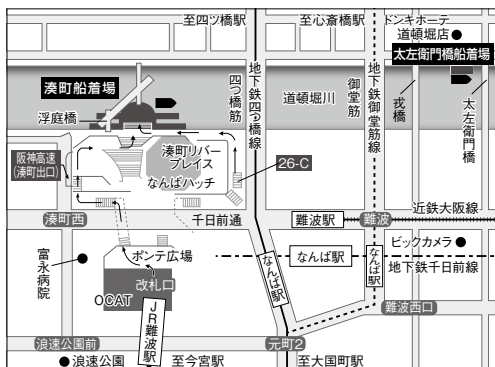 至四ツ橋駅
至心斎橋駅
ドンキホーテ
道頓堀店
太左衛門橋船着場
湊町船着場
浮庭橋
四つ橋筋
地下鉄四つ橋線
道頓堀川
御堂筋
地下鉄御堂筋線
戎橋
太左衛門橋
阪神高速
(湊町出口)
湊町リバー
プレイス
なんばハッチ
26-C
湊町西
千日前通
難波駅
難波
近鉄大阪線
富永病院
ポンテ広場
改札口
OCAT
なんば駅
なんば駅
なんば駅
ビックカメラ
地下鉄千日前線
JR難波駅
難波西口
浪速公園前
元町2
浪速公園
至今宮駅
至大国町駅